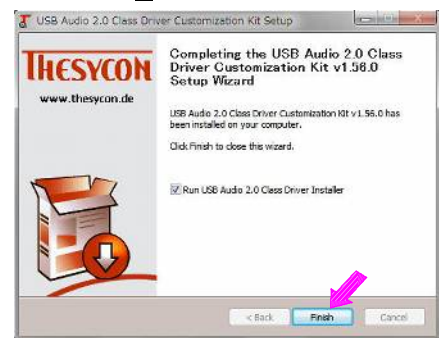 USB Audio 2.0 Class Driver Customization Kit Setup
THESYCON
www.thesycon.de
Completing the USB Audio 2.0 Class
Driver Customization Kit v1.56.0
Setup Wizard
USB Audio 2.0 Class Driver Customization Kit v1.56.0 has
been installed on your computer.
Click Finish to close this wizard.
Run USB Audio 2.0 Class Driver Installer
< Back
Finish
Cancel